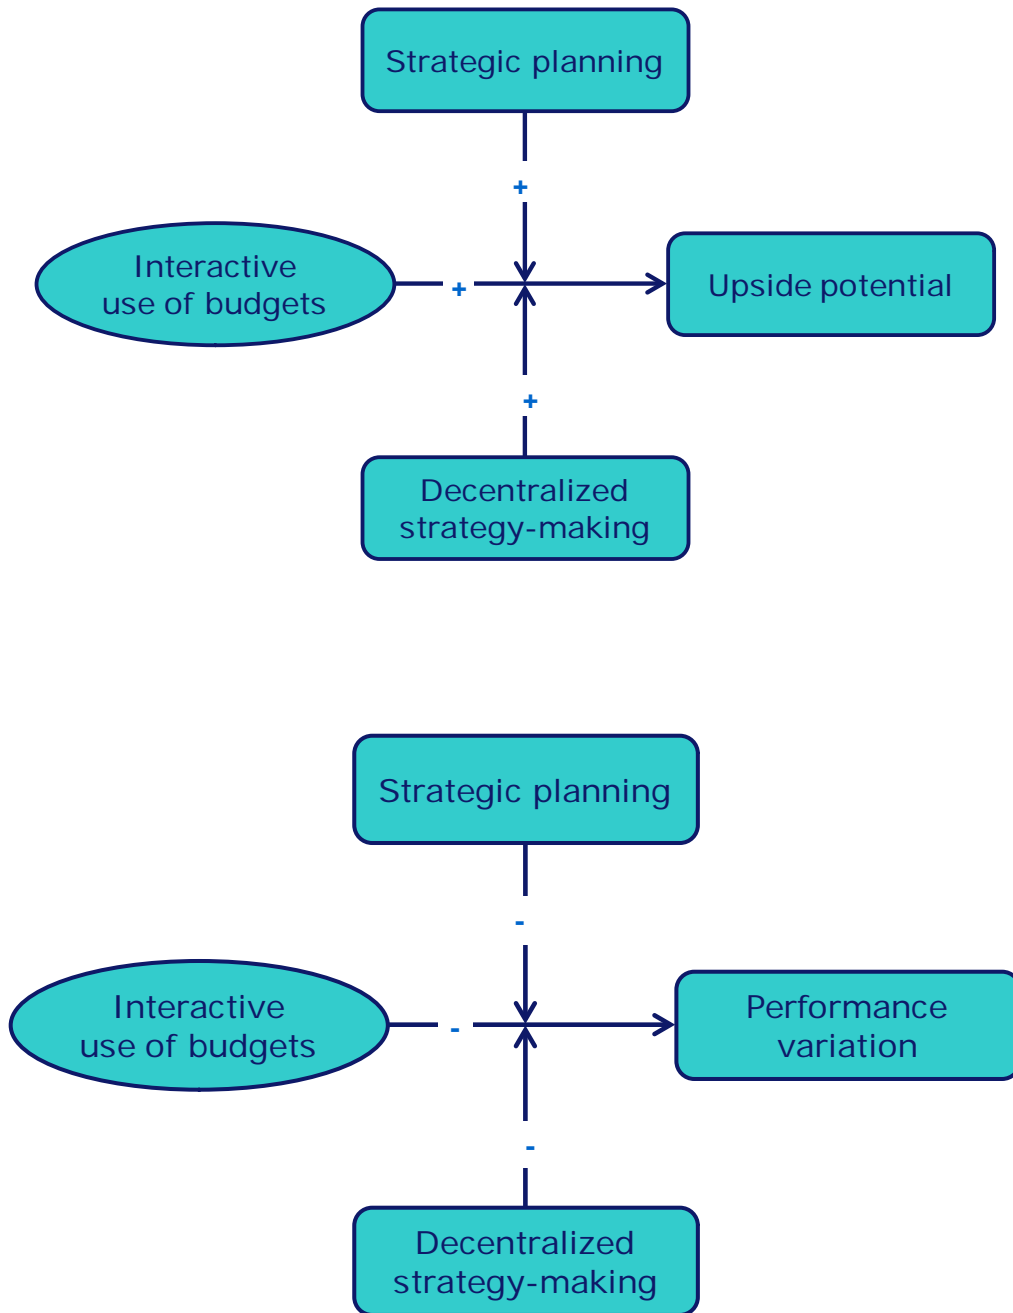 Strategic planning
+
Interactive
use of budgets
+
Upside potential
+
Decentralized
strategy-making
Strategic planning
-
Interactive
use of budgets
-
Performance
variation
-
Decentralized
strategy-making